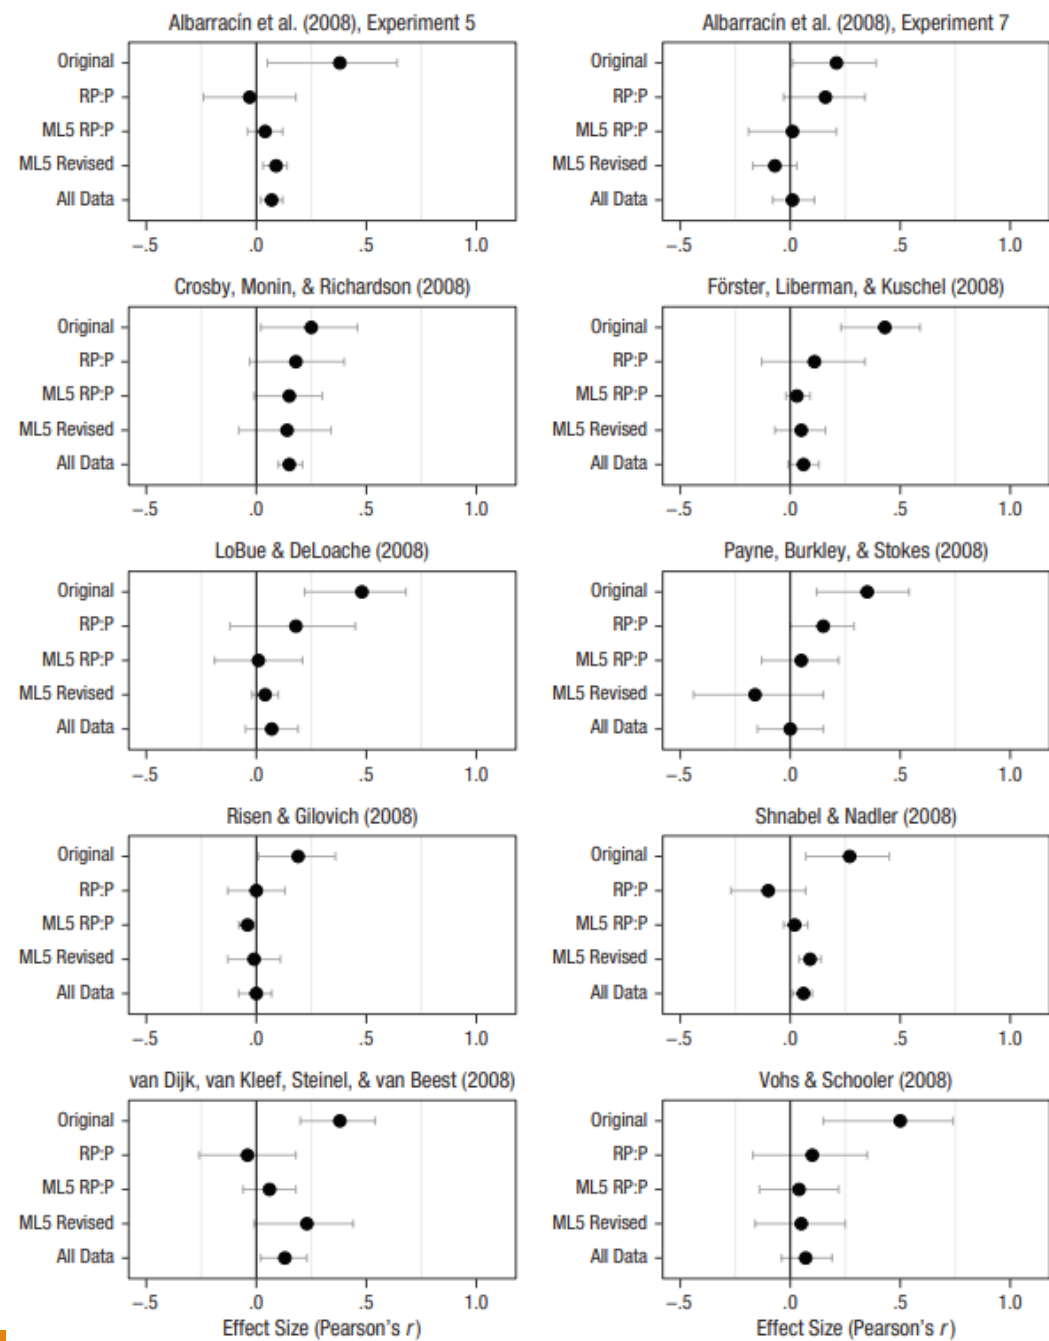 Albarracín et al. (2008), Experiment 5
Original
RP:P
ML5 RP:P
ML5 Revised
All Data
–.5 .0 .5 1.0
Albarracín et al. (2008), Experiment 7
Original
RP:P
ML5 RP:P
ML5 Revised
All Data
–.5 .0 .5 1.0
Crosby, Monin, & Richardson (2008)
Original
RP:P
ML5 RP:P
ML5 Revised
All Data
–.5 .0 .5 1.0
Förster, Liberman, & Kuschel (2008)
Original
RP:P
ML5 RP:P
ML5 Revised
All Data
–.5 .0 .5 1.0
LoBue & DeLoache (2008)
Original
RP:P
ML5 RP:P
ML5 Revised
All Data
–.5 .0 .5 1.0
Payne, Burkley, & Stokes (2008)
Original
RP:P
ML5 RP:P
ML5 Revised
All Data
–.5 .0 .5 1.0
Risen & Gilovich (2008)
Original
RP:P
ML5 RP:P
ML5 Revised
All Data
–.5 .0 .5 1.0
Shnabel & Nadler (2008)
Original
RP:P
ML5 RP:P
ML5 Revised
All Data
–.5 .0 .5 1.0
van Dijk, van Kleef, Steinel, & van Beest (2008)
Original
RP:P
ML5 RP:P
ML5 Revised
All Data
–.5 .0 .5 1.0
Effect Size (Pearson's r)
Vohs & Schooler (2008)
Original
RP:P
ML5 RP:P
ML5 Revised
All Data
–.5 .0 .5 1.0
Effect Size (Pearson's r)